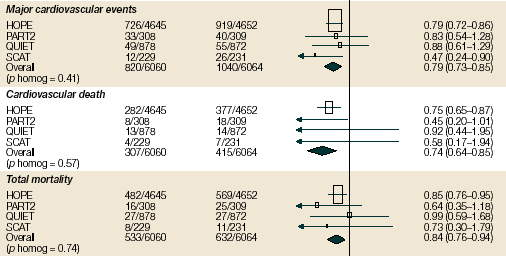 Major cardiovascular events
HOPE 726/4645 919/4652 0.79 (0.72–0.86)
PART2 33/308 40/309 0.83 (0.54–1.28)
QUIET 49/878 55/872 0.88 (0.61–1.29)
SCAT 12/229 26/231 0.47 (0.24–0.90)
Overal 820/6060 1040/6064 0.79 (0.73–0.85)
(p homog = 0.41)
Cardiovascular death
HOPE 282/4645 377/4652 0.75 (0.65–0.87)
PART2 8/308 18/309 0.45 (0.20–1.01)
QUIET 13/878 14/872 0.92 (0.44–1.95)
SCAT 4/229 7/231 0.58 (0.17–1.94)
Overal 307/6060 415/6064 0.74 (0.64–0.85)
(p homog = 0.57)
Total mortality
HOPE 482/4645 569/4652 0.85 (0.76–0.95)
PART2 16/308 25/309 0.64 (0.35–1.18)
QUIET 27/878 27/872 0.99 (0.59–1.68)
SCAT 8/229 11/231 0.73 (0.30–1.79)
Overal 533/6060 632/6064 0.84 (0.76–0.94)
(p homog = 0.74)